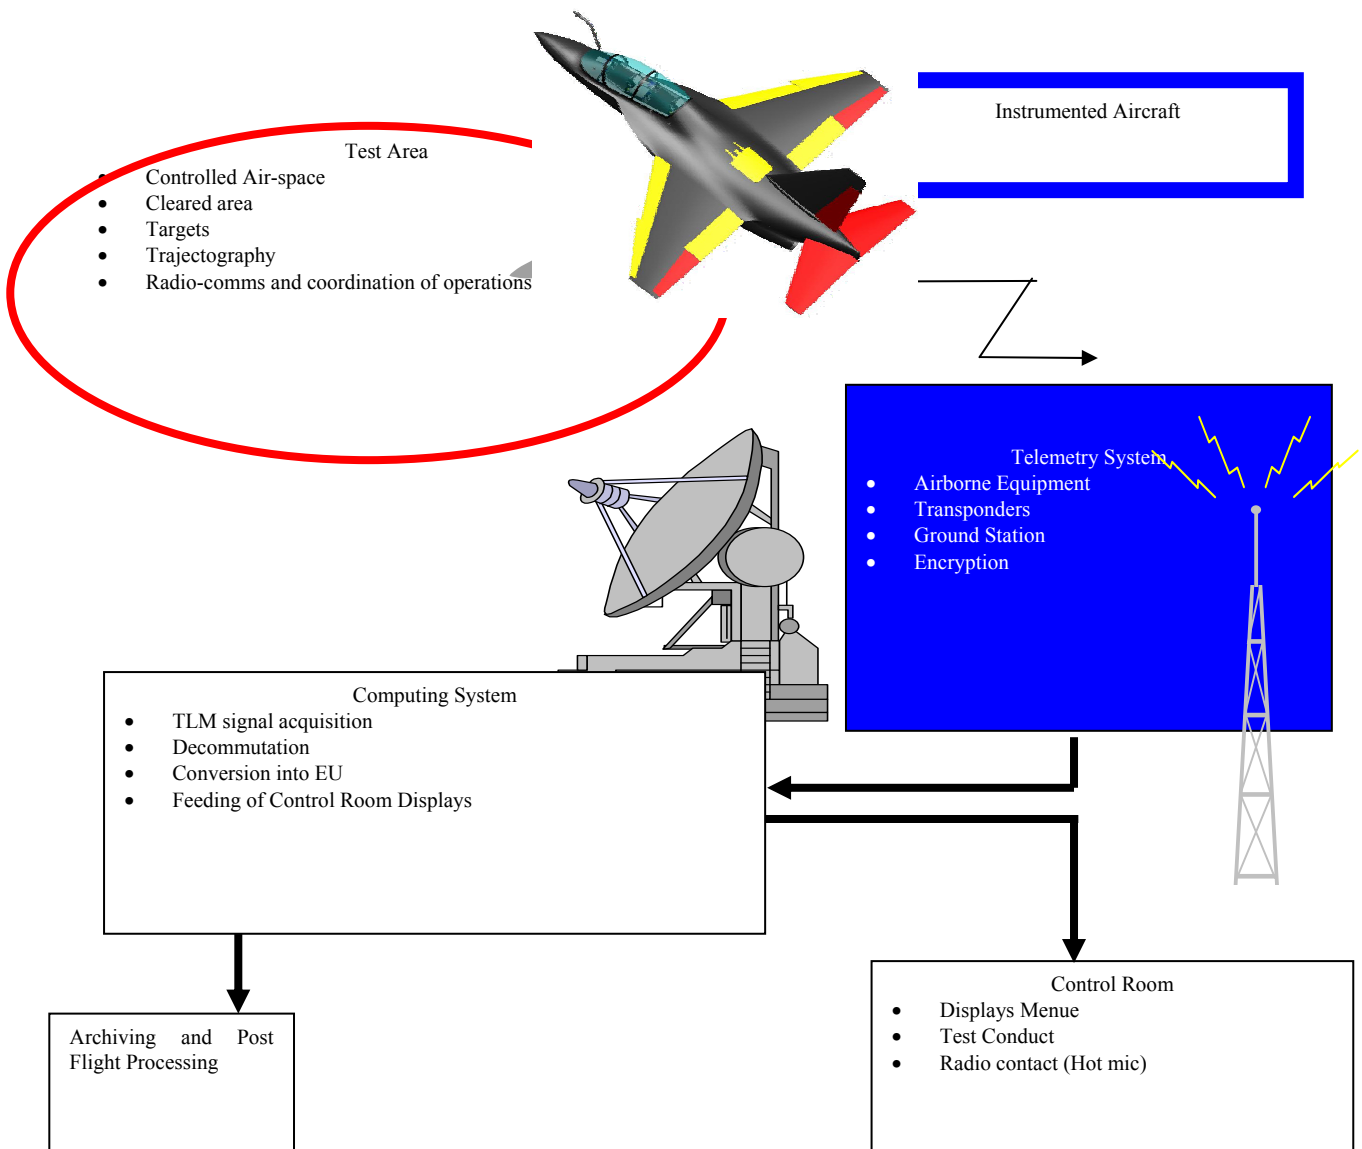 Instrumented Aircraft
Test Area
• Controlled Air-space
• Cleared area
• Targets
• Trajectography
• Radio-comms and coordination of operations
Telemetry System
• Airborne Equipment
• Transponders
• Ground Station
• Encryption
Computing System
• TLM signal acquisition
• Decommutation
• Conversion into EU
• Feeding of Control Room Displays
Control Room
• Displays Menue
• Test Conduct
• Radio contact (Hot mic)
Archiving and Post
Flight Processing